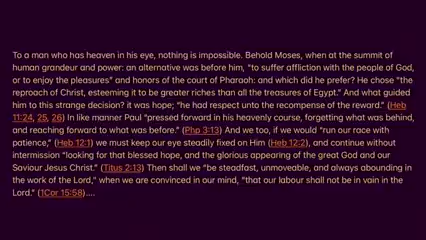 To a man who has heaven in his eye, nothing is impossible. Behold Moses, when at the summit of
human grandeur and power: an alternative was before him, “to suffer affliction with the people of God,
or to enjoy the pleasures” and honors of the court of Pharaoh: and which did he prefer? He chose “the
reproach of Christ, esteeming it to be greater riches than all the treasures of Egypt.” And what guided
him to this strange decision? it was hope; “he had respect unto the recompense of the reward.” (Heb
11:24, 25, 26) In like manner Paul “pressed forward in his heavenly course, forgetting what was behind,
and reaching forward to what was before.” (Php 3:13) And we too, if we would “run our race with
patience,” (Heb 12:1) we must keep our eye steadily fixed on Him (Heb 12:2), and continue without
intermission “looking for that blessed hope, and the glorious appearing of the great God and our
Saviour Jesus Christ.” (Titus 2:13) Then shall we “be steadfast, unmoveable, and always abounding in
the work of the Lord,” when we are convinced in our mind, “that our labour shall not be in vain in the
Lord.” (1Cor 15:58)....